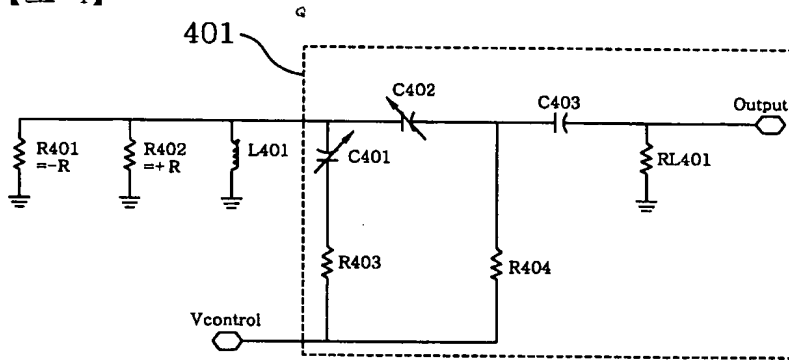 401
C402
C403
Output
R401
=-R
R402
=+R
L401
C401
RL401
R403
R404
Vcontrol